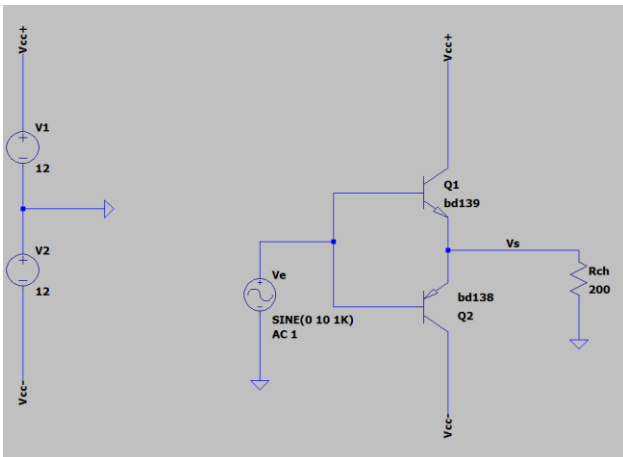 Vcc+
V1
12
V2
12
Vcc-
Vcc+
Q1
bd139
Vs
Rch
200
Ve
SINE(0 10 1K)
AC 1
bd138
Q2
Vcc-